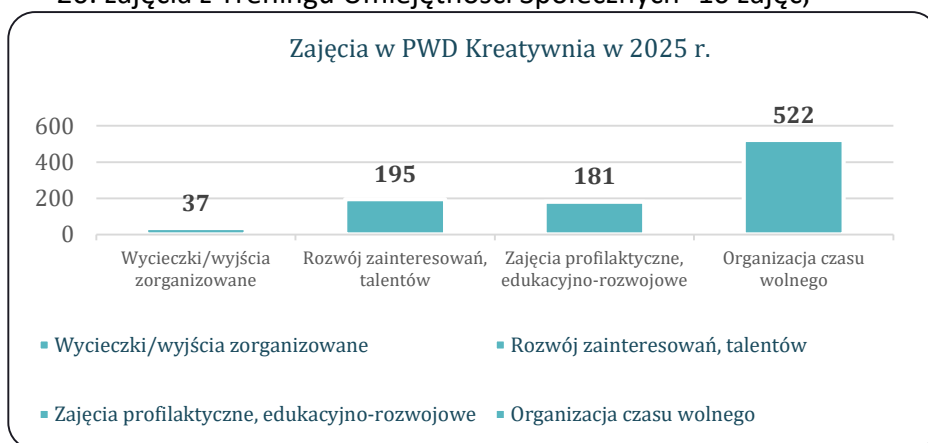 Zajęcia w PWD Kreatywnia w 2025 r.
600
400
200
0
37
195
181
522
Wycieczki/wyjścia
zorganizowane
Rozwój zainteresowań,
talentów
Zajęcia profilaktyczne,
edukacyjno-rozwojowe
Organizacja czasu
wolnego
Wycieczki/wyjścia zorganizowane
Rozwój zainteresowań, talentów
Zajęcia profilaktyczne, edukacyjno-rozwojowe
Organizacja czasu wolnego